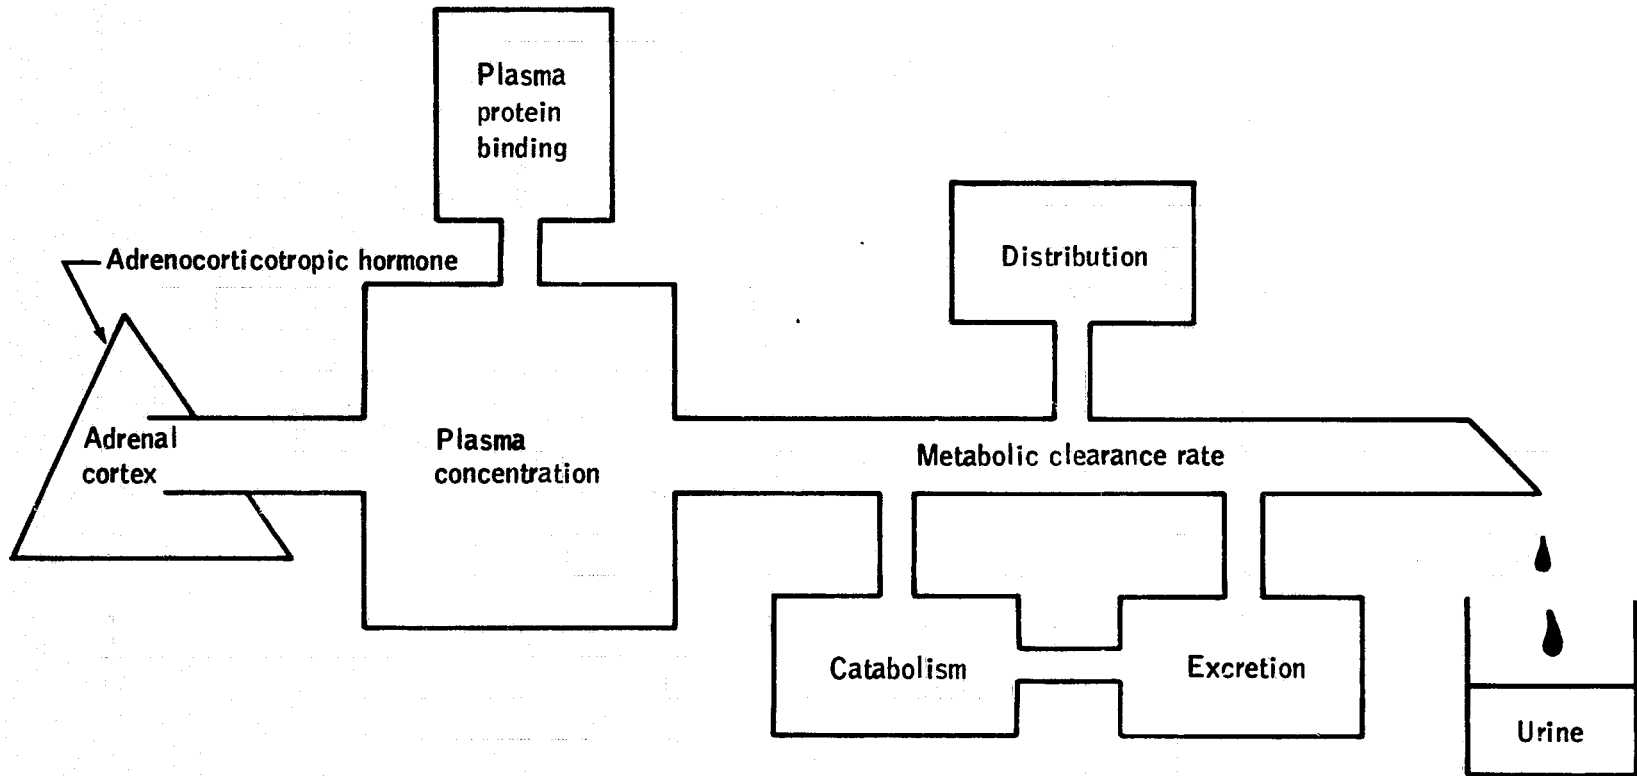 Plasma
protein
binding
Adrenocorticotropic hormone
Distribution
Adrenal
cortex
Plasma
concentration
Metabolic clearance rate
Catabolism
Excretion
Urine